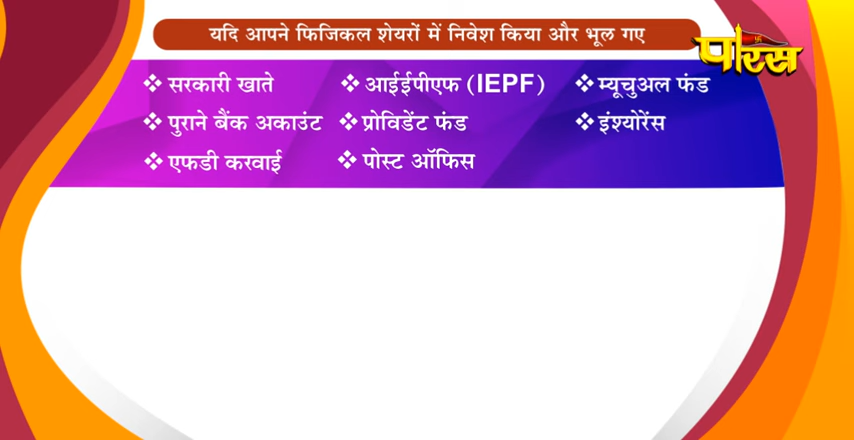 यदि आपने फिजिकल शेयरों में निवेश किया और भूल गए
पारस
❖ सरकारी खाते ❖ आईईपीएफ (IEPF) ❖ म्यूचुअल फंड
❖ पुराने बैंक अकाउंट ❖ प्रोविडेंट फंड ❖ इंश्योरेंस
❖ एफडी करवाई ❖ पोस्ट ऑफिस